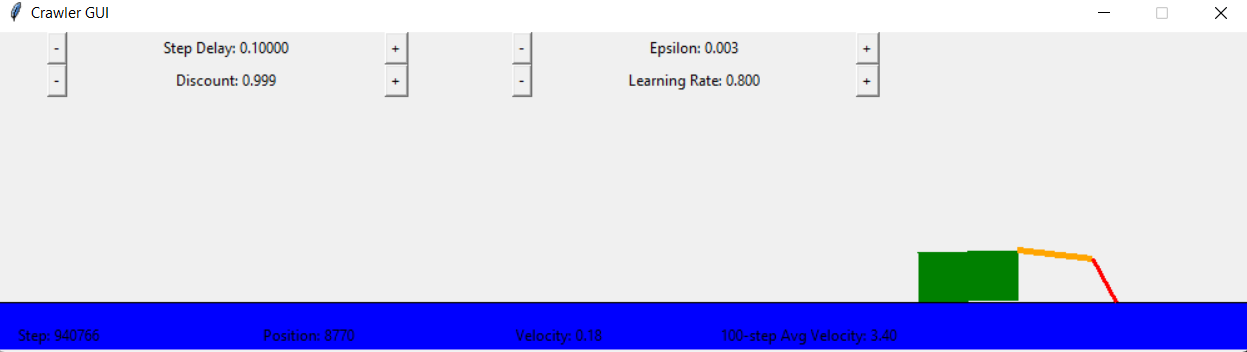 Crawler GUI
- Step Delay: 0.10000 + - Epsilon: 0.003 +
- Discount: 0.999 + - Learning Rate: 0.800 +
Step: 940766 Position: 8770 Velocity: 0.18 100-step Avg Velocity: 3.40